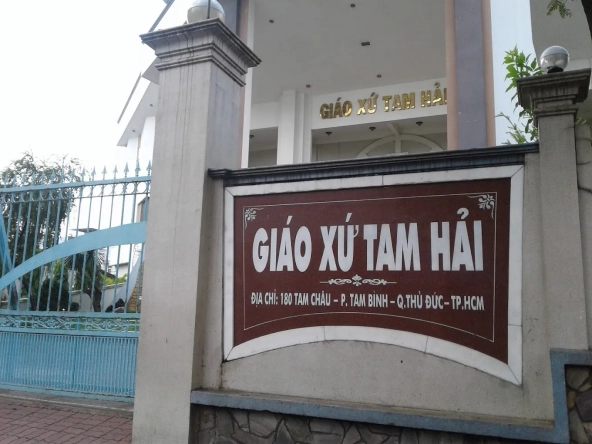 GIÁO XỨ TAM HẢI
GIÁO XỨ TAM HẢI
ĐỊA CHỈ: 180 TAM CHÂU – P. TAM BÌNH – Q.THỦ ĐỨC – TP.HCM